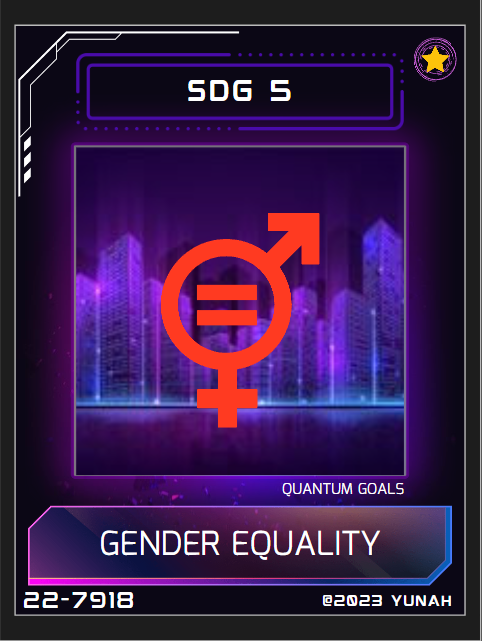 SDG 5
QUANTUM GOALS
GENDER EQUALITY
22-7918
@2023 YUNAH